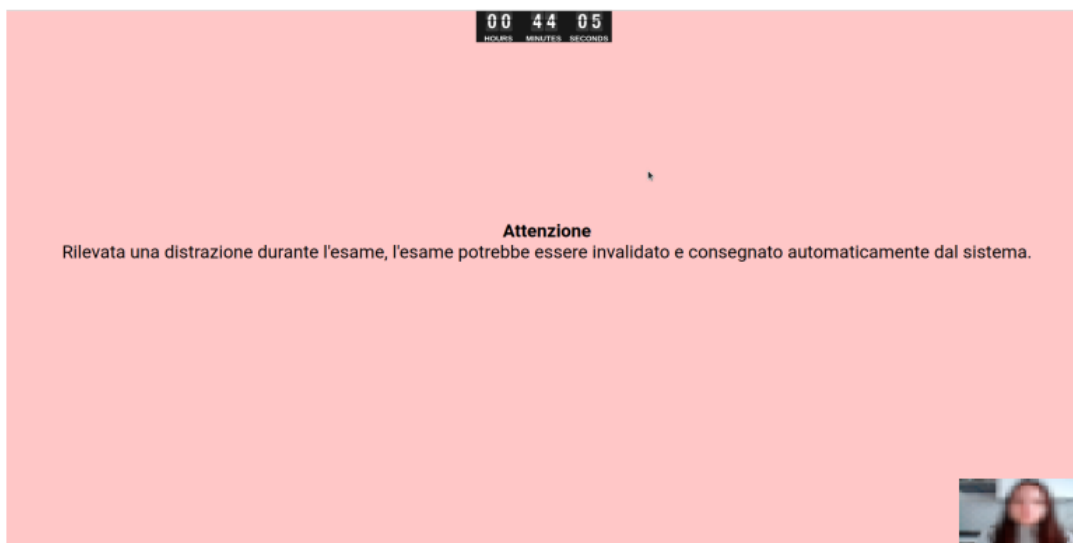 00 44 05
HOURS MINUTES SECONDS
Attenzione
Rilevata una distrazione durante l'esame, l'esame potrebbe essere invalidato e consegnato automaticamente dal sistema.